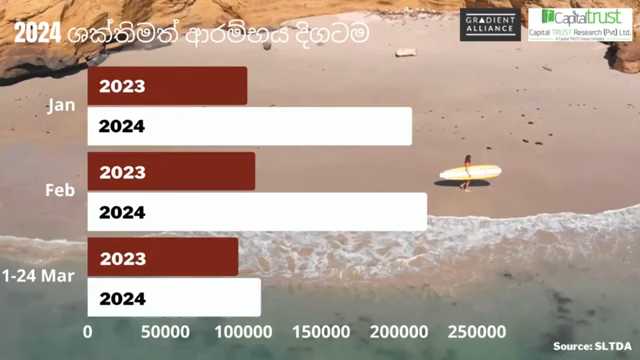 2024 ශක්තිමත් ආරම්භය දිගටම
GRADIENT
ALLIANCE
Capitaltrust
Capital TRUST Research (Pvt) Ltd.
Jan
2023
2024
Feb
2023
2024
1-24 Mar
2023
2024
0 50000 100000 150000 200000 250000
Source: SLTDA